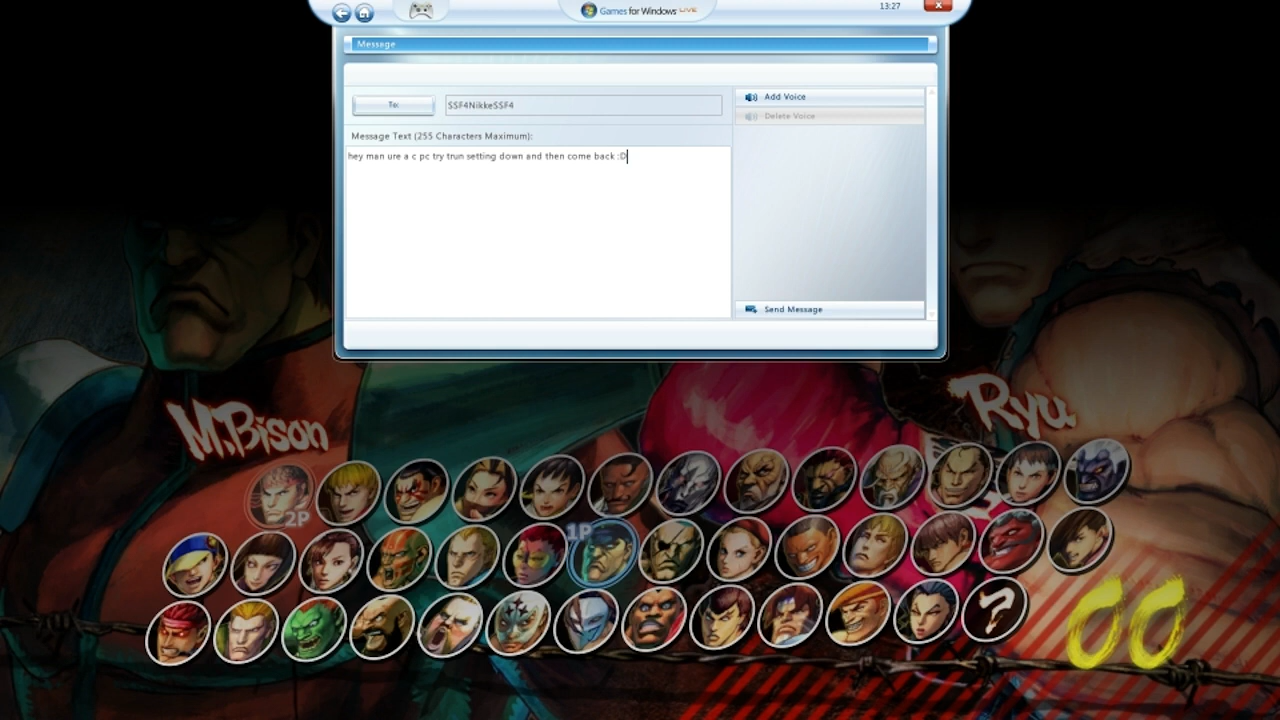 Games for Windows LIVE
13:27
Message
To:
SSF4NikkeSSF4
Add Voice
Delete Voice
Message Text (255 Characters Maximum):
hey man ure a c pc try trun setting down and then come back :D
Send Message
M.Bison
Ryu
2P
1P
?
00